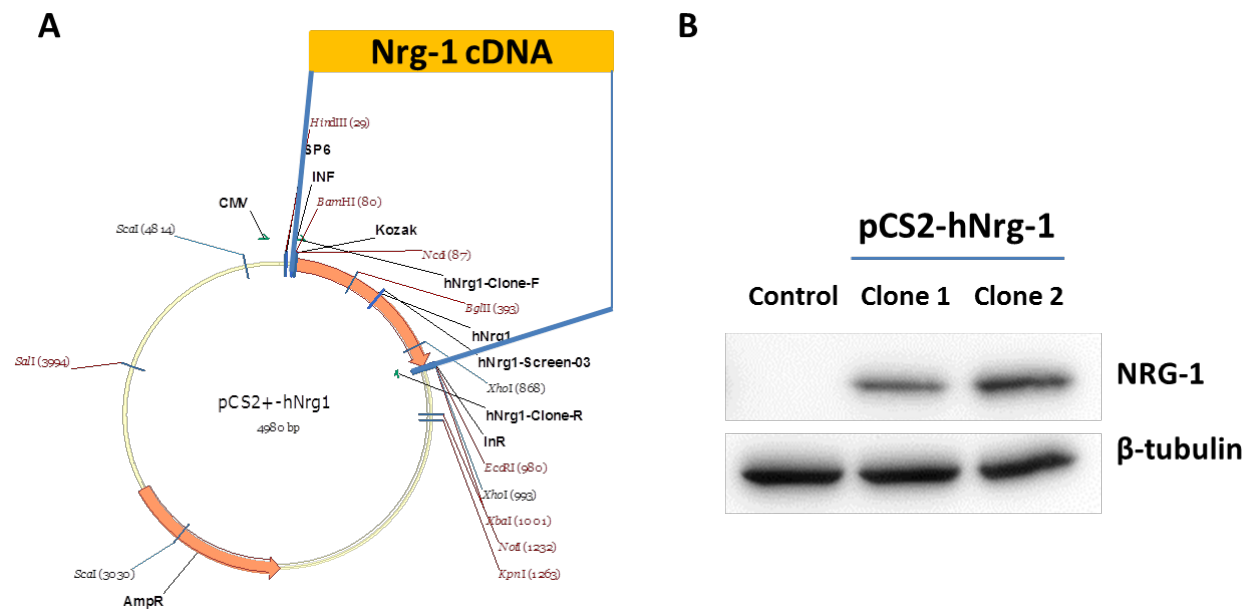 A
B
Nrg-1 cDNA
HindIII (29)
SP6
INF
BamHI (80)
CMV
Kozak
ScaI (4814)
NcoI (87)
hNrg1-Clone-F
BglII (393)
hNrg1
hNrg1-Screen-03
SalI (3994)
XhoI (868)
pCS2+-hNrg1
4980 bp
hNrg1-Clone-R
InR
EcoRI (980)
XhoI (993)
XbaI (1001)
NotI (1232)
KpnI (1263)
ScaI (3030)
AmpR
pCS2-hNrg-1
Control Clone 1 Clone 2
NRG-1
β-tubulin